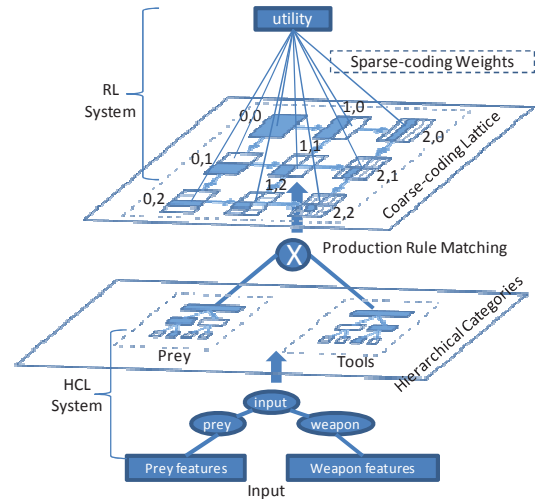 utility
Sparse-coding Weights
RL
System
0,0
1,0
2,0
0,1
1,1
2,1
0,2
1,2
2,2
Coarse-coding Lattice
X
Production Rule Matching
Prey
Tools
Hierarchical Categories
HCL
System
input
prey
weapon
Prey features
Weapon features
Input